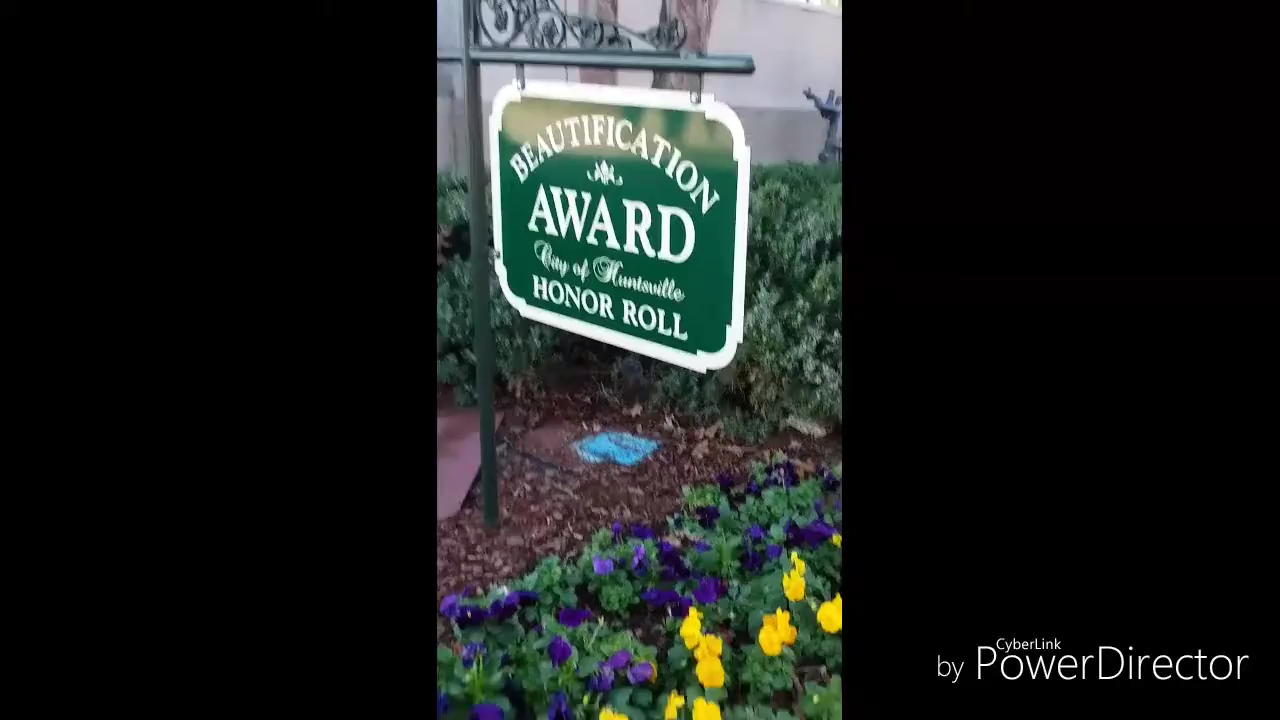 BEAUTIFICATION
AWARD
City of Huntsville
HONOR ROLL
CyberLink
by PowerDirector